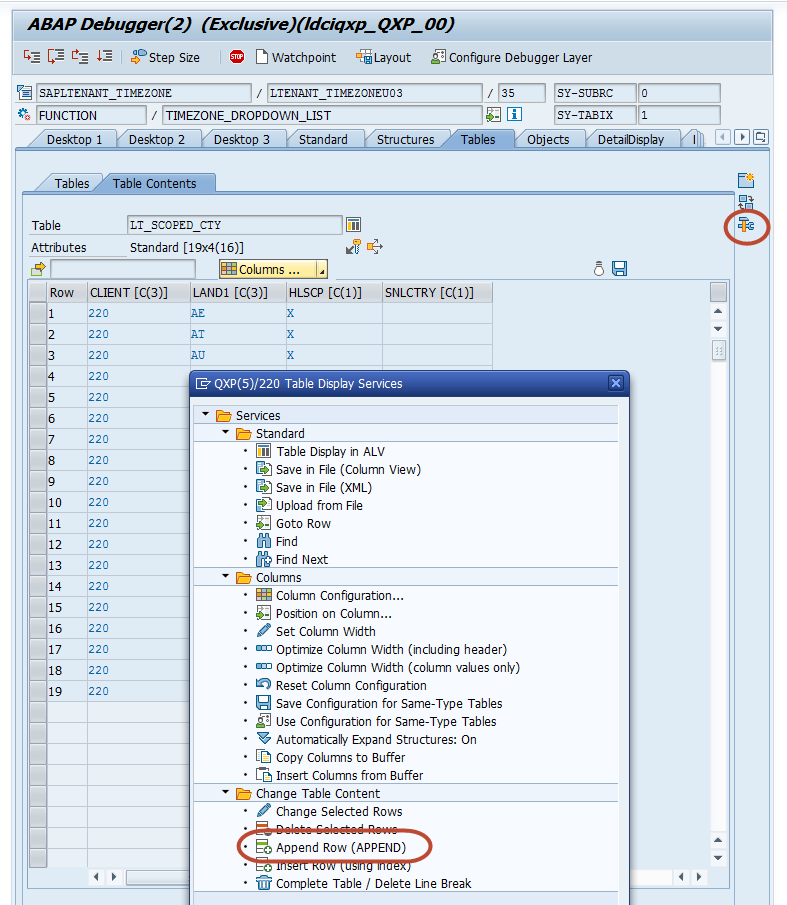 ABAP Debugger(2) (Exclusive)(ldciqxp_QXP_00)
Step Size STOP Watchpoint Layout Configure Debugger Layer
SAPLTENANT_TIMEZONE / LTENANT_TIMEZONEU03 / 35 SY-SUBRC 0
FUNCTION / TIMEZONE_DROPDOWN_LIST SY-TABIX 1
Desktop 1 Desktop 2 Desktop 3 Standard Structures Tables Objects DetailDisplay
Tables Table Contents
Table LT_SCOPED_CTY
Attributes Standard [19x4(16)]
Columns ...
Row CLIENT [C(3)] LAND1 [C(3)] HLSCP [C(1)] SNLCTRY [C(1)]
1 220 AE X
2 220 AT X
3 220 AU X
4 220
5 220
6 220
7 220
8 220
9 220
10 220
11 220
12 220
13 220
14 220
15 220
16 220
17 220
18 220
19 220
QXP(5)/220 Table Display Services
Services
Standard
Table Display in ALV
Save in File (Column View)
Save in File (XML)
Upload from File
Goto Row
Find
Find Next
Columns
Column Configuration...
Position on Column...
Set Column Width
Optimize Column Width (including header)
Optimize Column Width (column values only)
Reset Column Configuration
Save Configuration for Same-Type Tables
Use Configuration for Same-Type Tables
Automatically Expand Structures: On
Copy Columns to Buffer
Insert Columns from Buffer
Change Table Content
Change Selected Rows
Delete Selected Rows
Append Row (APPEND)
Insert Row (using Index)
Complete Table / Delete Line Break